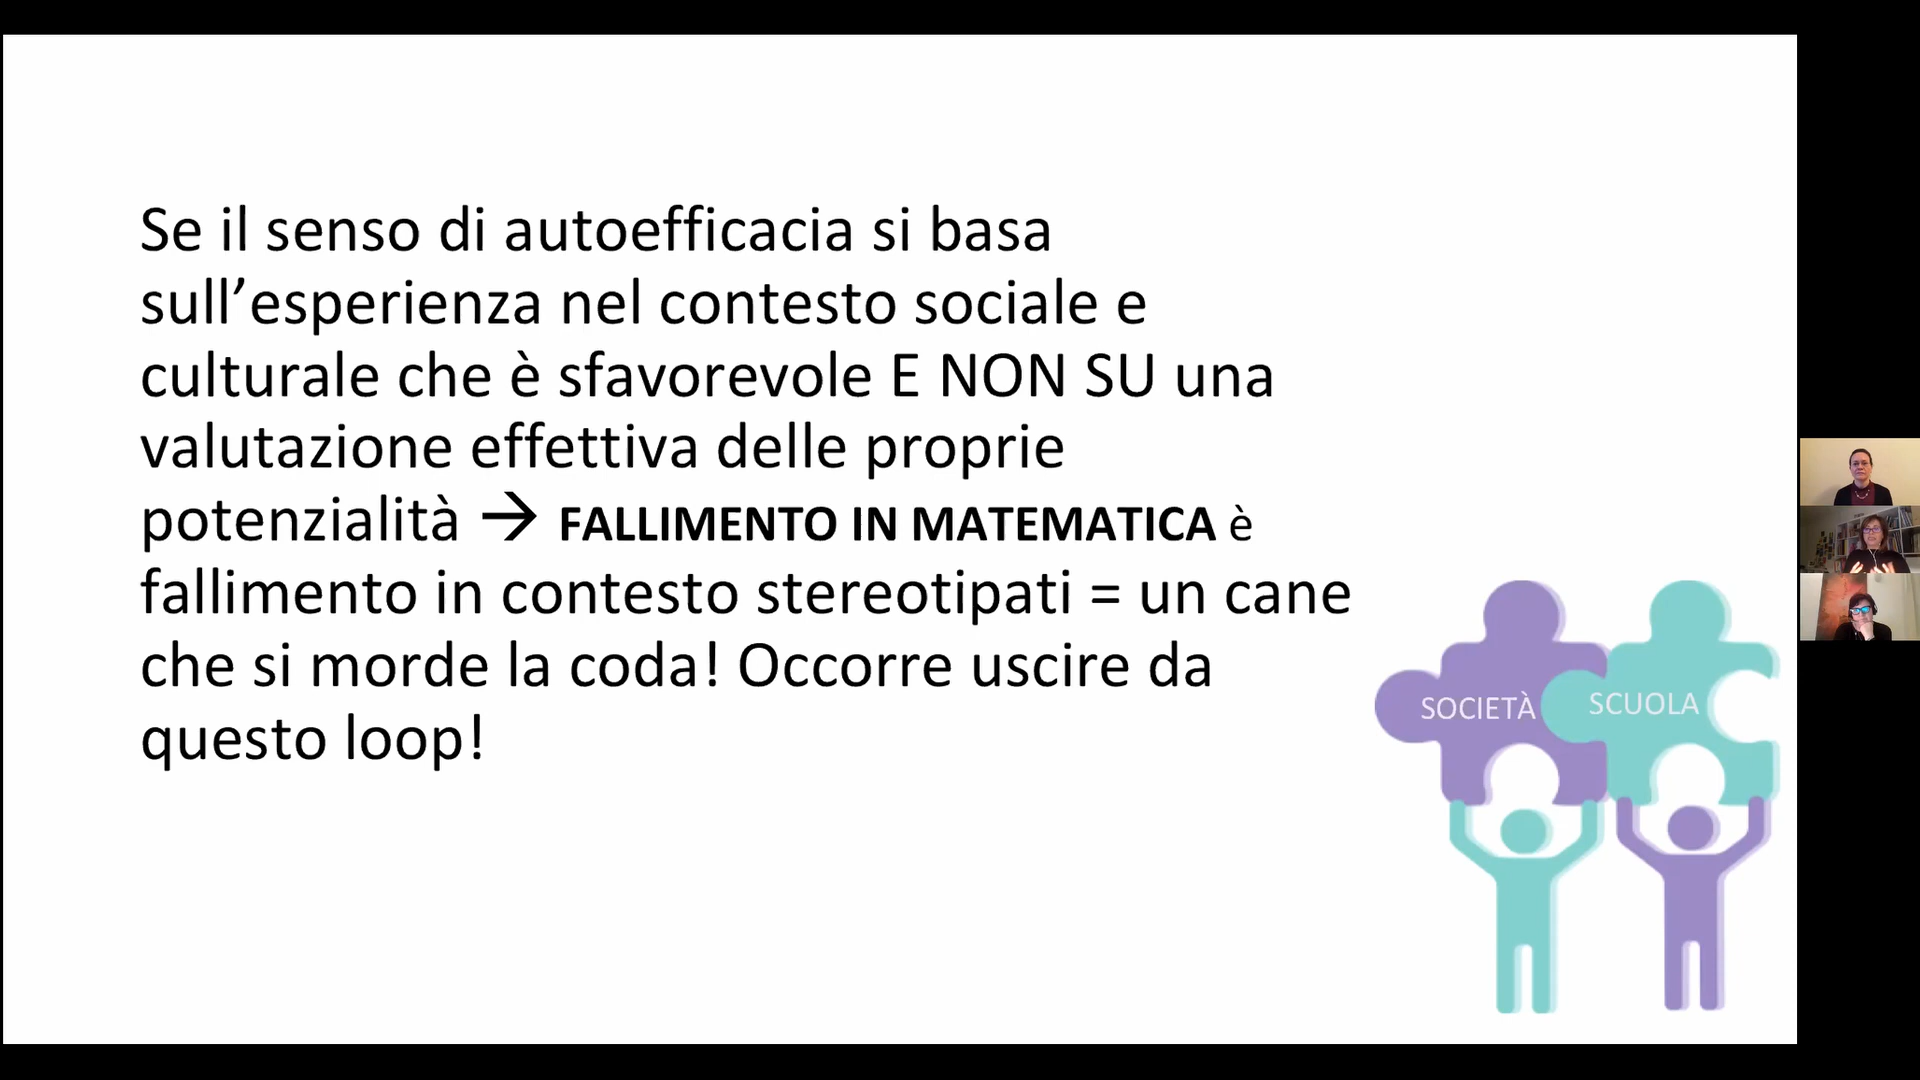 Se il senso di autoefficacia si basa
sull’esperienza nel contesto sociale e
culturale che è sfavorevole E NON SU una
valutazione effettiva delle proprie
potenzialità → FALLIMENTO IN MATEMATICA è
fallimento in contesto stereotipati = un cane
che si morde la coda! Occorre uscire da
questo loop!
SOCIETÀ
SCUOLA